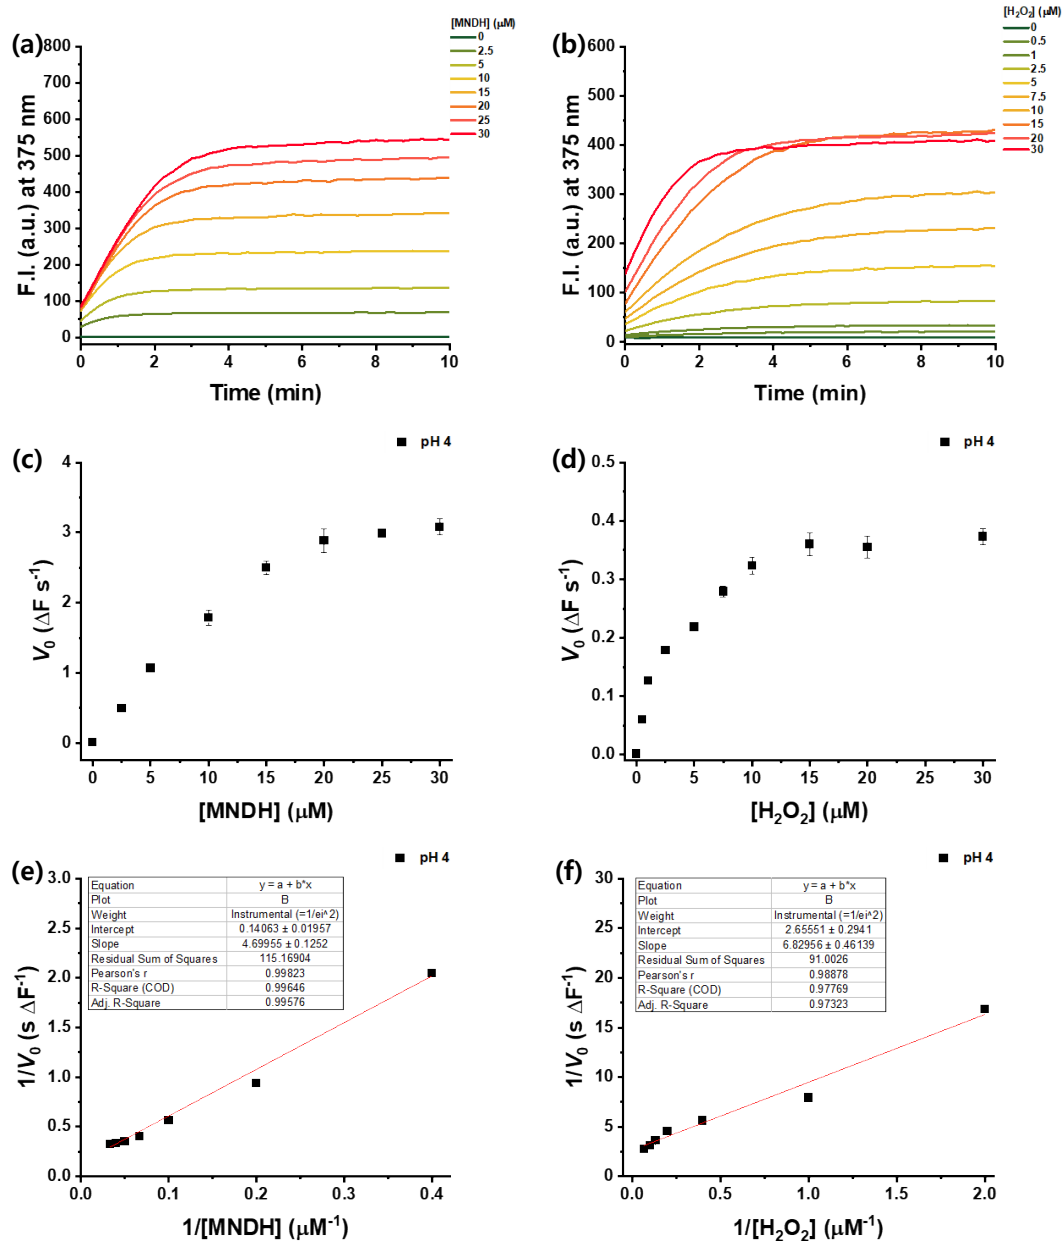 (a)
[MNDH] (μM)
0
2.5
5
10
15
20
25
30
800
700
600
500
400
300
200
100
0
F.I. (a.u.) at 375 nm
0 2 4 6 8 10
Time (min)
(b)
[H₂O₂] (μM)
0
0.5
1
2.5
5
7.5
10
15
20
30
600
500
400
300
200
100
0
F.I. (a.u.) at 375 nm
0 2 4 6 8 10
Time (min)
(c)
pH 4
4
3
2
1
0
V₀ (ΔF s⁻¹)
0 5 10 15 20 25 30
[MNDH] (μM)
(d)
pH 4
0.5
0.4
0.3
0.2
0.1
0.0
V₀ (ΔF s⁻¹)
0 5 10 15 20 25 30
[H₂O₂] (μM)
(e)
pH 4
Equation y = a + b*x
Plot B
Weight Instrumental (=1/ei^2)
Intercept 0.14063 ± 0.01957
Slope 4.69955 ± 0.1252
Residual Sum of Squares 115.16904
Pearson's r 0.99823
R-Square (COD) 0.99646
Adj. R-Square 0.99576
3.0
2.5
2.0
1.5
1.0
0.5
0.0
1/V₀ (s ΔF⁻¹)
0.0 0.1 0.2 0.3 0.4
1/[MNDH] (μM⁻¹)
(f)
pH 4
Equation y = a + b*x
Plot B
Weight Instrumental (=1/ei^2)
Intercept 2.65551 ± 0.2941
Slope 6.82956 ± 0.46139
Residual Sum of Squares 91.0026
Pearson's r 0.98878
R-Square (COD) 0.97769
Adj. R-Square 0.97323
30
25
20
15
10
5
0
1/V₀ (s ΔF⁻¹)
0.0 0.5 1.0 1.5 2.0
1/[H₂O₂] (μM⁻¹)